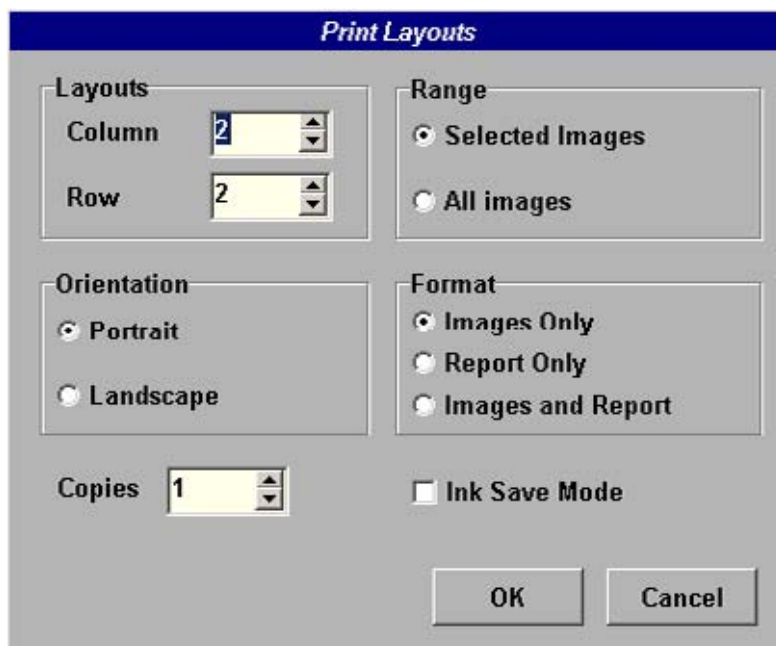 Print Layouts
Layouts
Column 2
Row 2
Range
Selected Images
All images
Orientation
Portrait
Landscape
Format
Images Only
Report Only
Images and Report
Copies 1
Ink Save Mode
OK
Cancel